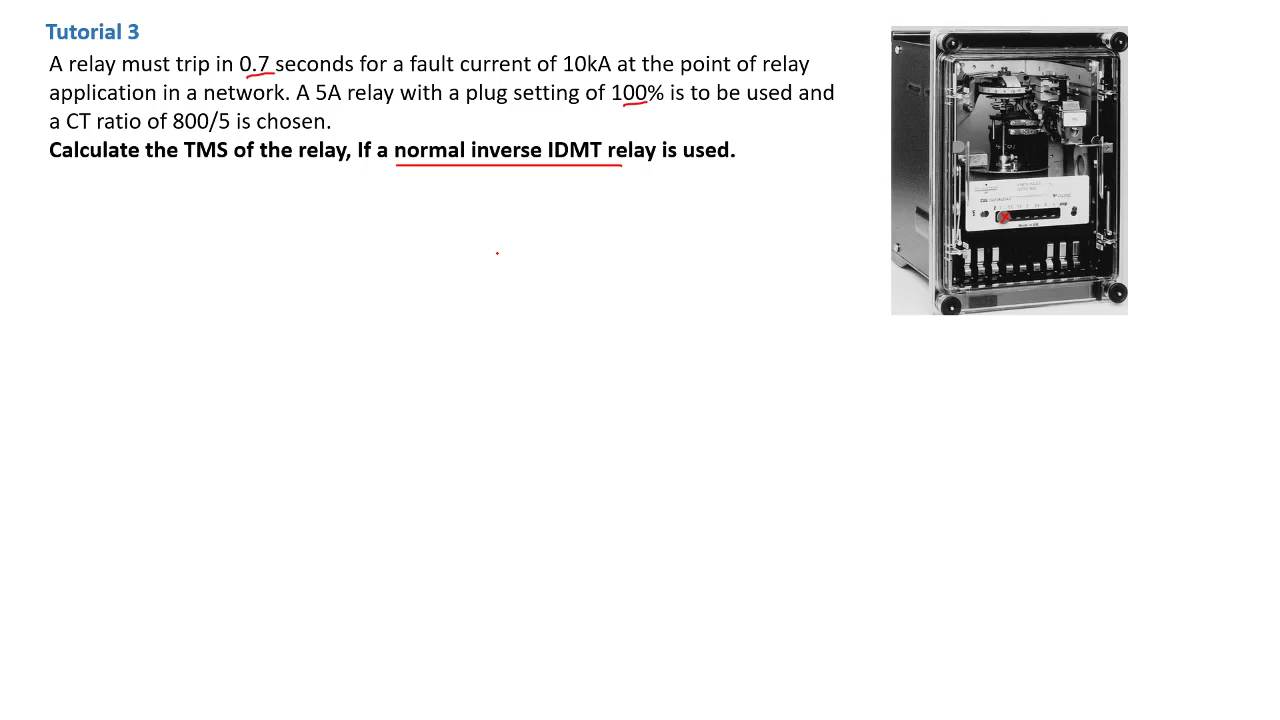 Tutorial 3
A relay must trip in 0.7 seconds for a fault current of 10kA at the point of relay
application in a network. A 5A relay with a plug setting of 100% is to be used and
a CT ratio of 800/5 is chosen.
Calculate the TMS of the relay, If a normal inverse IDMT relay is used.